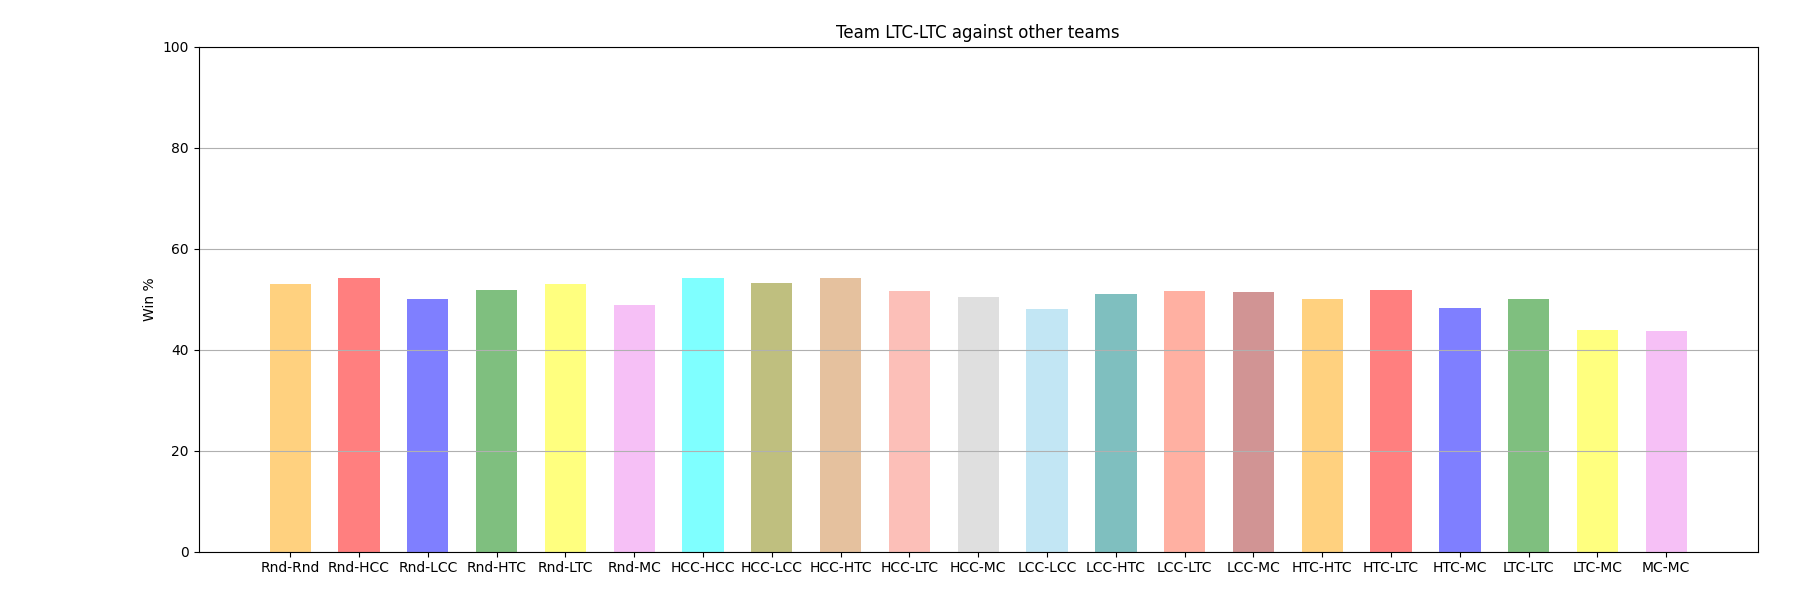 Team LTC-LTC against other teams
Win %
100
80
60
40
20
0
Rnd-Rnd Rnd-HCC Rnd-LCC Rnd-HTC Rnd-LTC Rnd-MC HCC-HCC HCC-LCC HCC-HTC HCC-LTC HCC-MC LCC-LCC LCC-HTC LCC-LTC LCC-MC HTC-HTC HTC-LTC HTC-MC LTC-LTC LTC-MC MC-MC